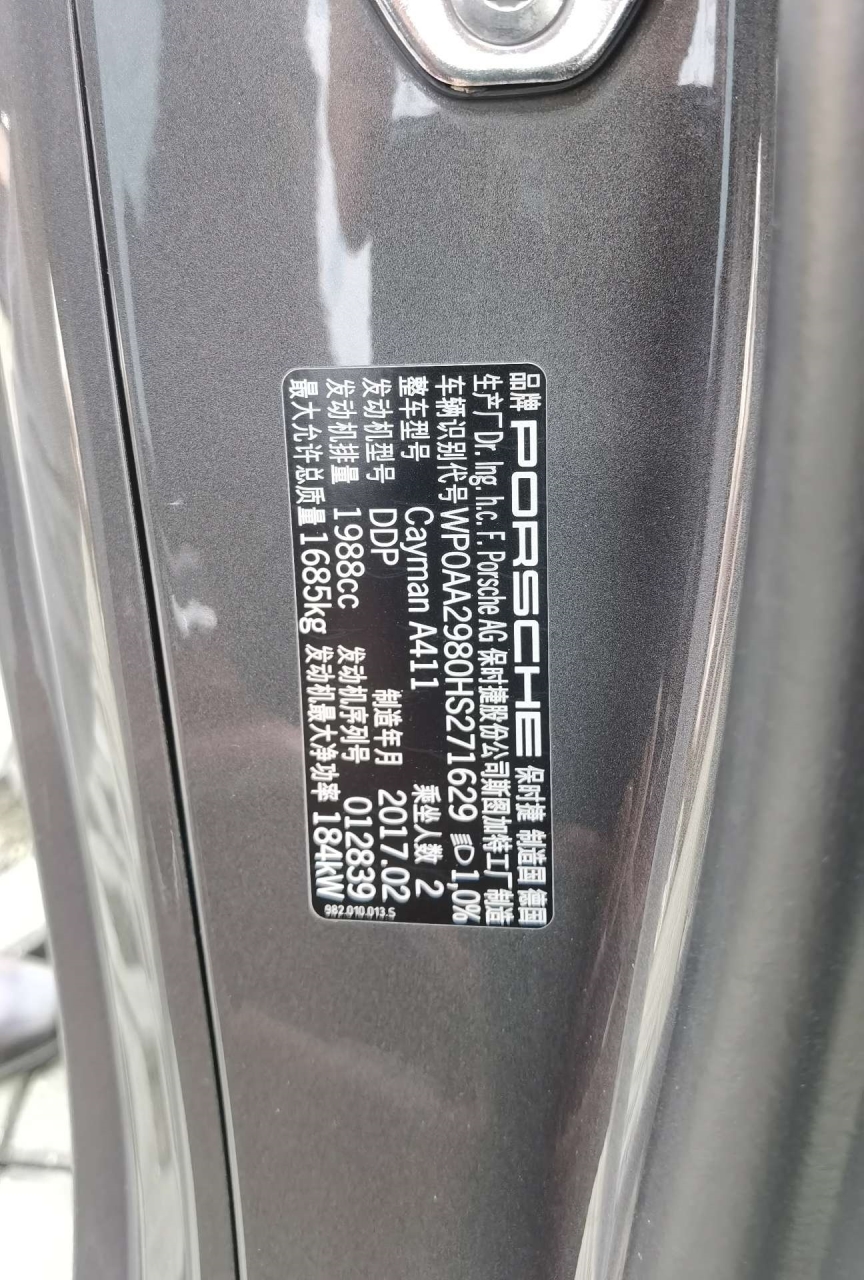 品牌 PORSCHE 保时捷 制造国 德国
生产厂 Dr. Ing. h.c. F. Porsche AG 保时捷股份公司斯图加特工厂制造
车辆识别代号 WP0AA2980HS271629 1,0%
整车型号 Cayman A411 乘坐人数 2
发动机型号 DDP 制造年月 2017.02
发动机排量 1988cc 发动机序列号 012839
最大允许总质量 1685kg 发动机最大净功率 184kW
982.010.013.S